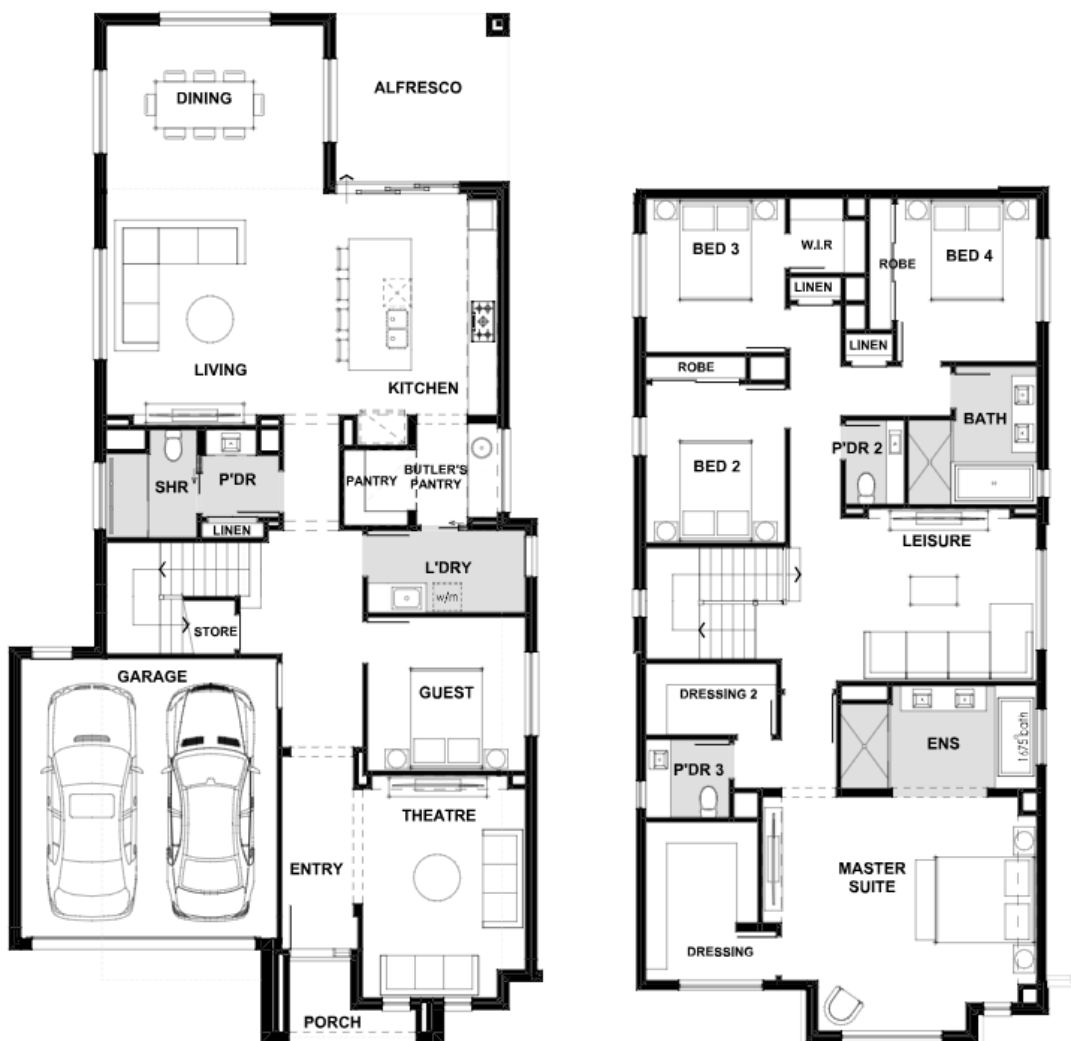 DINING
ALFRESCO
LIVING
KITCHEN
SHR
P'DR
LINEN
PANTRY
BUTLER'S
PANTRY
L'DRY
w/m
STORE
GARAGE
GUEST
THEATRE
ENTRY
PORCH
BED 3
W.I.R
ROBE
BED 4
LINEN
LINEN
ROBE
BATH
P'DR 2
BED 2
LEISURE
DRESSING 2
ENS
1675 bath
P'DR 3
MASTER
SUITE
DRESSING